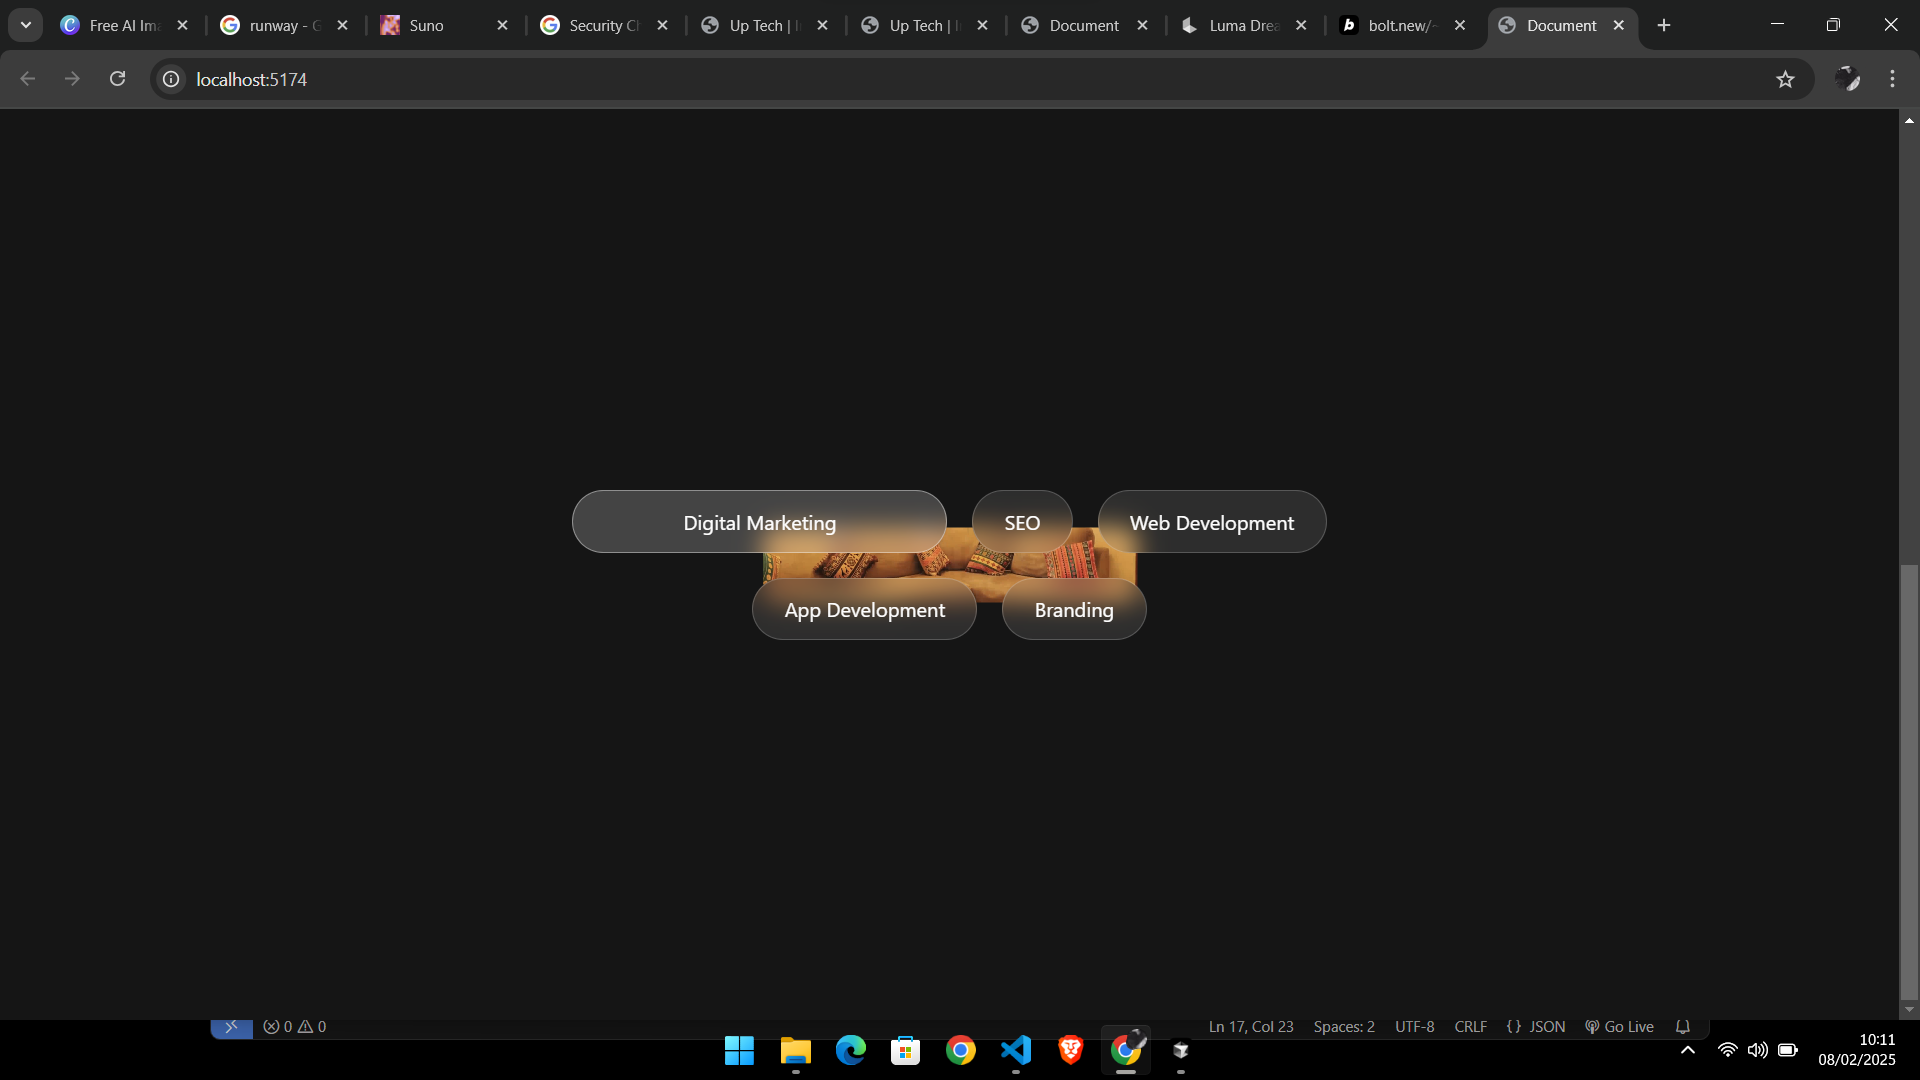 Free AI Ima
runway - G
Suno
Security Ch
Up Tech | I
Up Tech | I
Document
Luma Drea
bolt.new/~
Document
localhost:5174
Digital Marketing
SEO
Web Development
App Development
Branding
0 0
Ln 17, Col 23
Spaces: 2
UTF-8
CRLF
{ } JSON
Go Live
10:11
08/02/2025